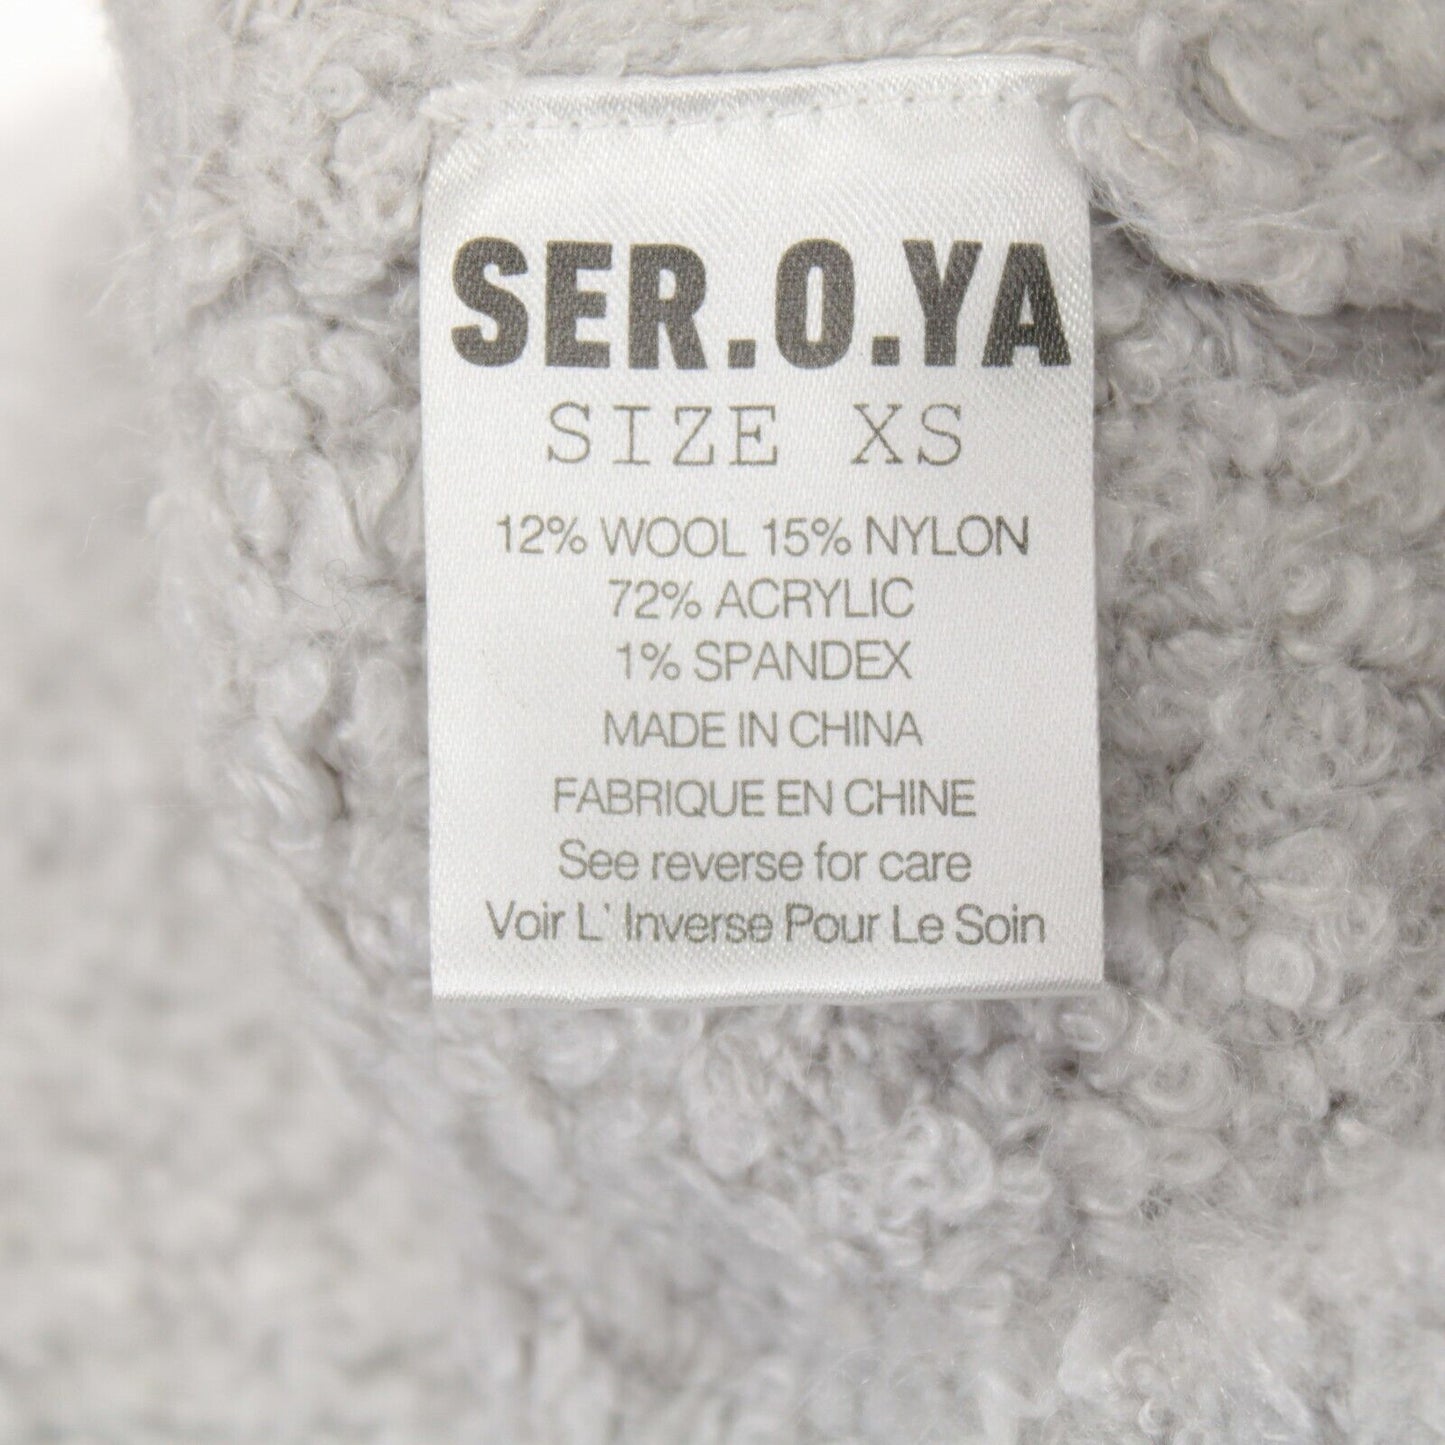 SER.O.YA
SIZE XS
12% WOOL 15% NYLON
72% ACRYLIC
1% SPANDEX
MADE IN CHINA
FABRIQUE EN CHINE
See reverse for care
Voir L' Inverse Pour Le Soin